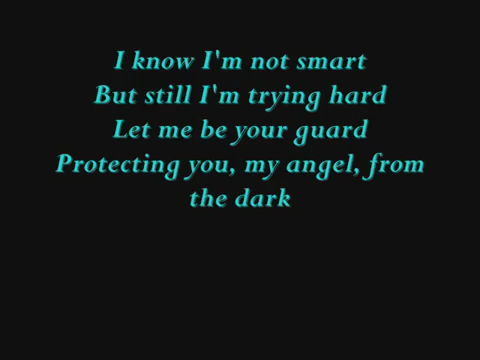 I know I'm not smart
But still I'm trying hard
Let me be your guard
Protecting you, my angel, from
the dark